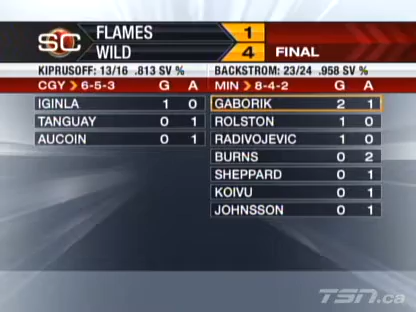 SC FLAMES 1
WILD 4 FINAL
KIPRUSOFF: 13/16 .813 SV % BACKSTROM: 23/24 .958 SV %
CGY > 6-5-3 G A MIN > 8-4-2 G A
IGINLA 1 0 GABORIK 2 1
TANGUAY 0 1 ROLSTON 1 0
AUCOIN 0 1 RADIVOJEVIC 1 0
BURNS 0 2
SHEPPARD 0 1
KOIVU 0 1
JOHNSSON 0 1
TSN.ca